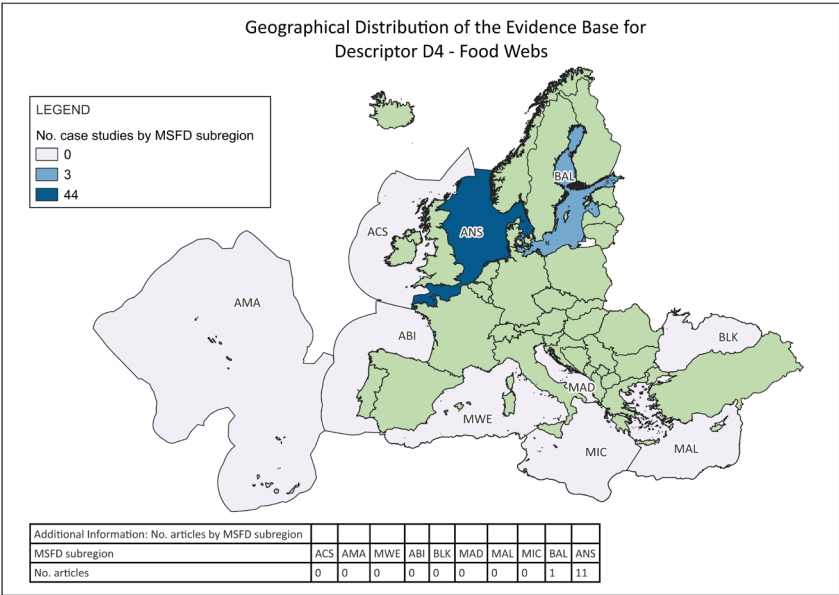 Geographical Distribution of the Evidence Base for
Descriptor D4 - Food Webs
LEGEND
No. case studies by MSFD subregion
0
3
44
BAL
ACS
ANS
AMA
ABI
BLK
MAD
MWE
MIC
MAL
Additional Information: No. articles by MSFD subregion
MSFD subregion ACS AMA MWE ABI BLK MAD MAL MIC BAL ANS
No. articles 0 0 0 0 0 0 0 0 1 11